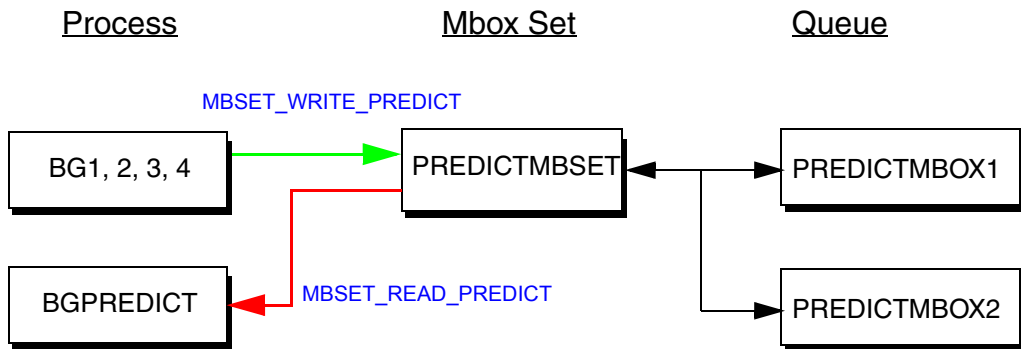 Process
Mbox Set
Queue
MBSET_WRITE_PREDICT
BG1, 2, 3, 4
PREDICTMBSET
PREDICTMBOX1
BGPREDICT
MBSET_READ_PREDICT
PREDICTMBOX2